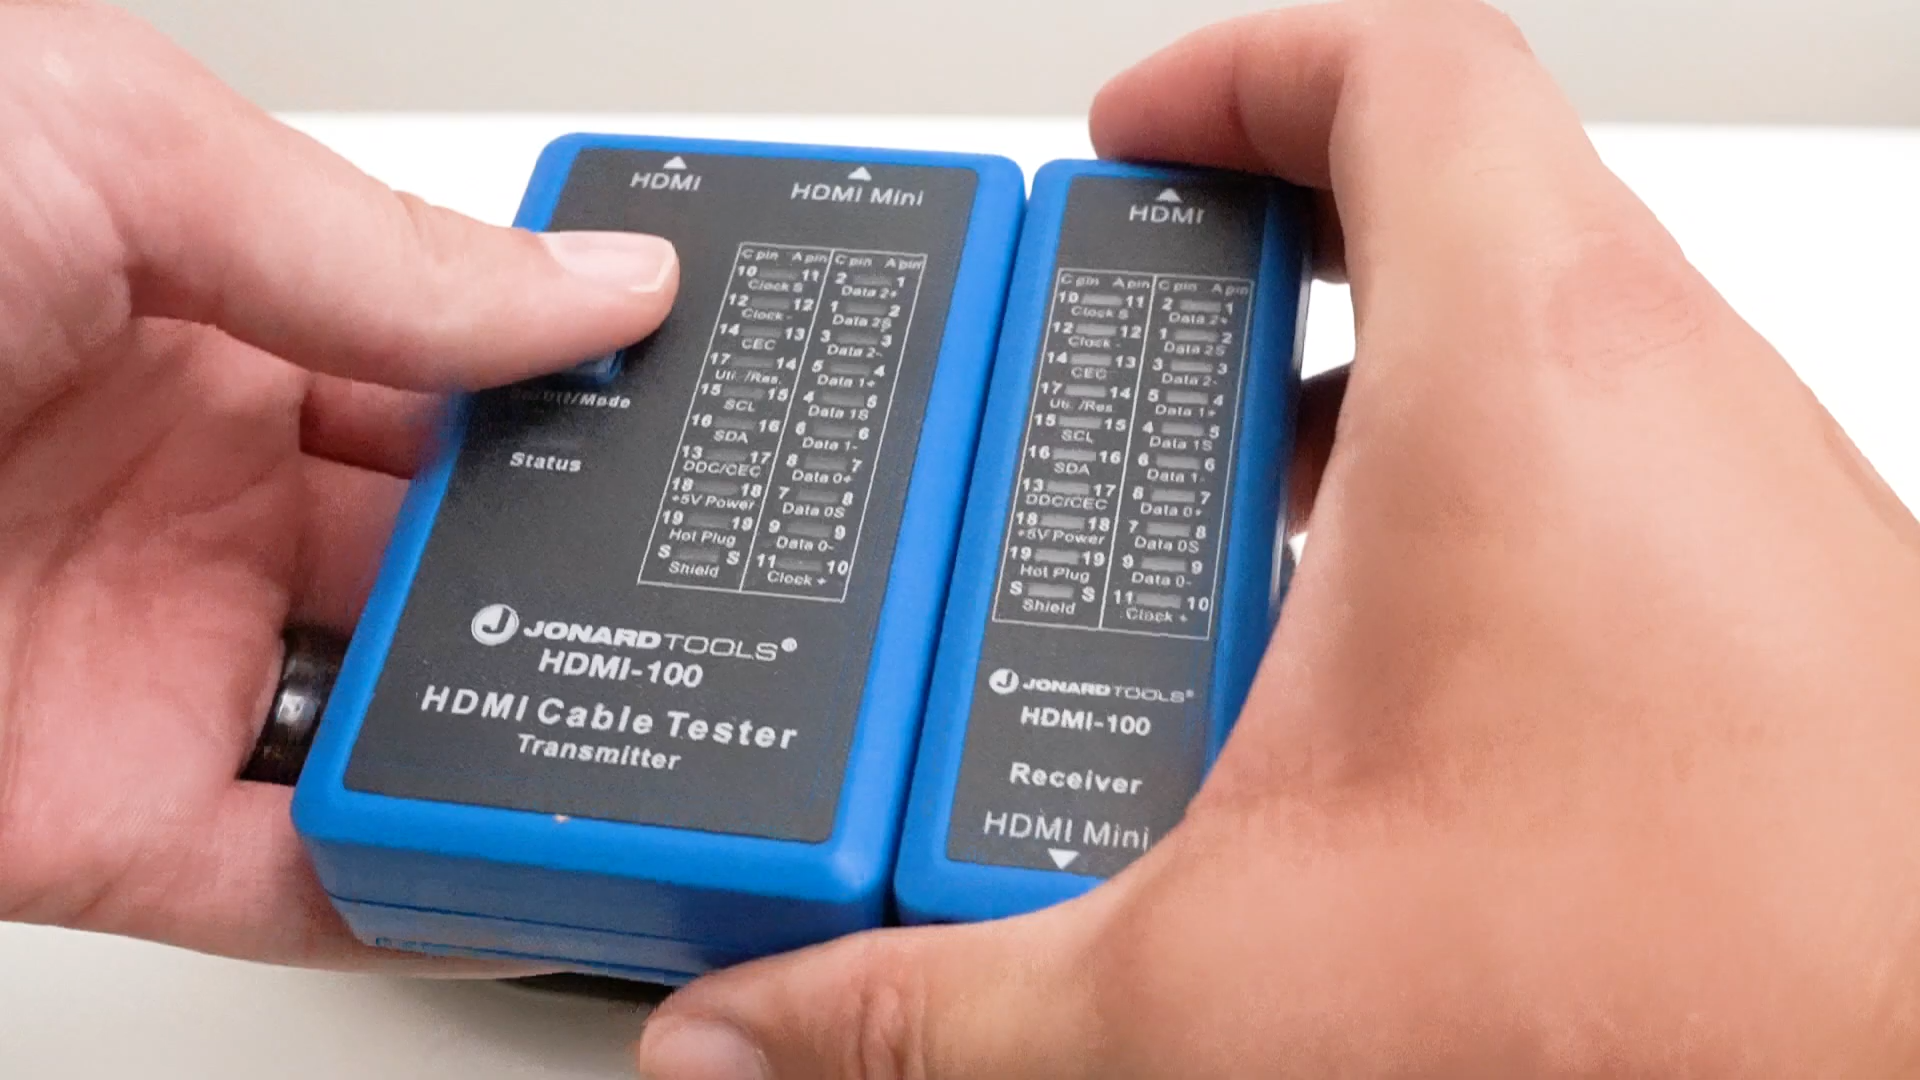 HDMI
HDMI Mini
C pin A pin C pin A pin
10 11 2 1
Clock S Data 2+
12 12 1 2
Clock - Data 2S
14 13 3 3
CEC Data 2-
17 14 5 4
Uti. /Res. Data 1+
15 15 4 5
SCL Data 1S
16 16 6 6
SDA Data 1-
13 17 8 7
DDC/CEC Data 0+
18 18 7 8
+5V Power Data 0S
19 19 9 9
Hot Plug Data 0-
S S 11 10
Shield Clock +
/Mode
Status
JONARD TOOLS®
HDMI-100
HDMI Cable Tester
Transmitter
HDMI
C pin A pin C pin A pin
10 11 2 1
Clock S Data 2+
12 12 1 2
Clock - Data 2S
14 13 3 3
CEC Data 2-
17 14 5 4
Uti. /Res. Data 1+
15 15 4 5
SCL Data 1S
16 16 6 6
SDA Data 1-
13 17 8 7
DDC/CEC Data 0+
18 18 7 8
+5V Power Data 0S
19 19 9 9
Hot Plug Data 0-
S S 11 10
Shield Clock +
JONARD TOOLS®
HDMI-100
Receiver
HDMI Mini